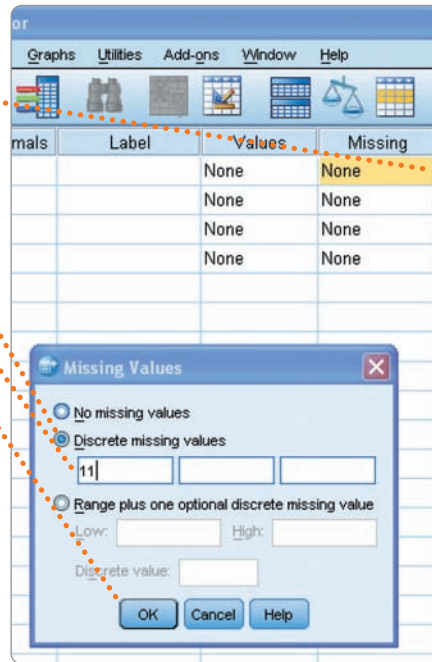 or
Graphs Utilities Add-ons Window Help
mals Label Values Missing
None None
None None
None None
None None
Missing Values
No missing values
Discrete missing values
11
Range plus one optional discrete missing value
Low: High:
Discrete value:
OK Cancel Help